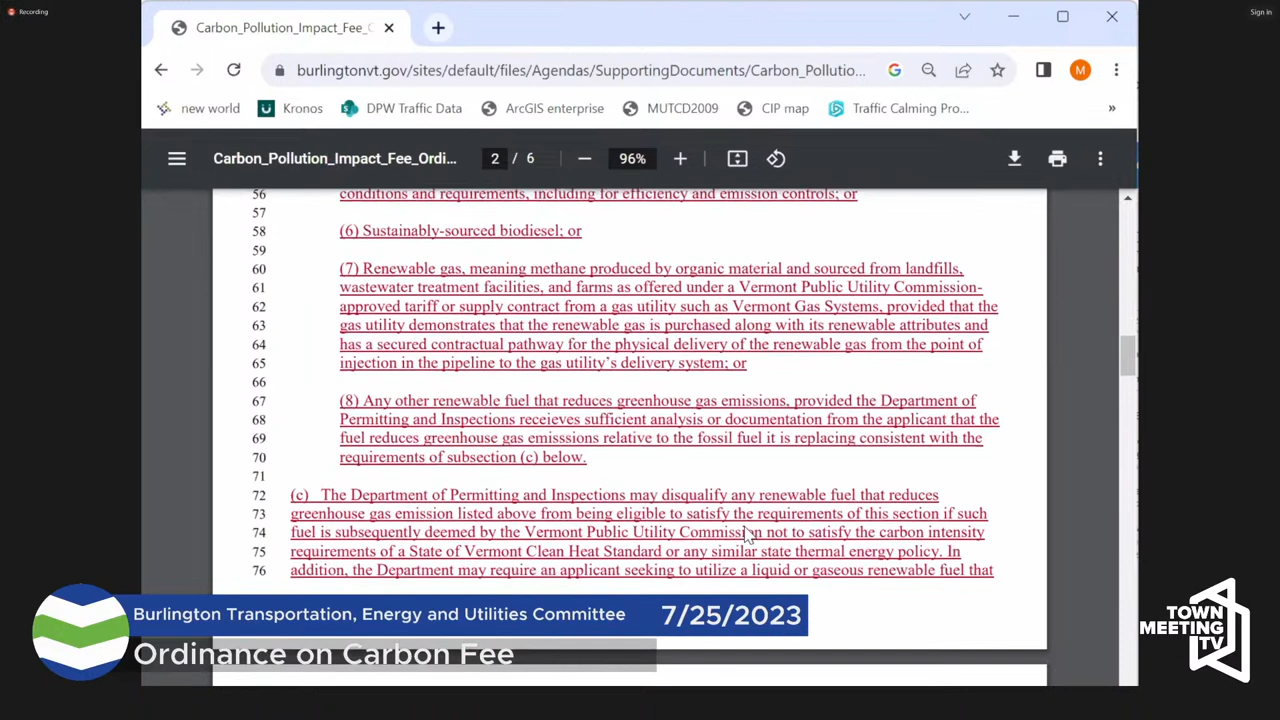 Recording
Sign in
Carbon_Pollution_Impact_Fee_
burlingtonvt.gov/sites/default/files/Agendas/SupportingDocuments/Carbon_Pollutio...
M
new world
Kronos
DPW Traffic Data
ArcGIS enterprise
MUTCD2009
CIP map
Traffic Calming Pro...
»
Carbon_Pollution_Impact_Fee_Ordi...
2 / 6
96%
56 conditions and requirements, including for efficiency and emission controls; or
57
58 (6) Sustainably-sourced biodiesel; or
59
60 (7) Renewable gas, meaning methane produced by organic material and sourced from landfills,
61 wastewater treatment facilities, and farms as offered under a Vermont Public Utility Commission-
62 approved tariff or supply contract from a gas utility such as Vermont Gas Systems, provided that the
63 gas utility demonstrates that the renewable gas is purchased along with its renewable attributes and
64 has a secured contractual pathway for the physical delivery of the renewable gas from the point of
65 injection in the pipeline to the gas utility's delivery system; or
66
67 (8) Any other renewable fuel that reduces greenhouse gas emissions, provided the Department of
68 Permitting and Inspections receieves sufficient analysis or documentation from the applicant that the
69 fuel reduces greenhouse gas emisssions relative to the fossil fuel it is replacing consistent with the
70 requirements of subsection (c) below.
71
72 (c) The Department of Permitting and Inspections may disqualify any renewable fuel that reduces
73 greenhouse gas emission listed above from being eligible to satisfy the requirements of this section if such
74 fuel is subsequently deemed by the Vermont Public Utility Commission not to satisfy the carbon intensity
75 requirements of a State of Vermont Clean Heat Standard or any similar state thermal energy policy. In
76 addition, the Department may require an applicant seeking to utilize a liquid or gaseous renewable fuel that
Burlington Transportation, Energy and Utilities Committee 7/25/2023
Ordinance on Carbon Fee
TOWN
MEETING
TV